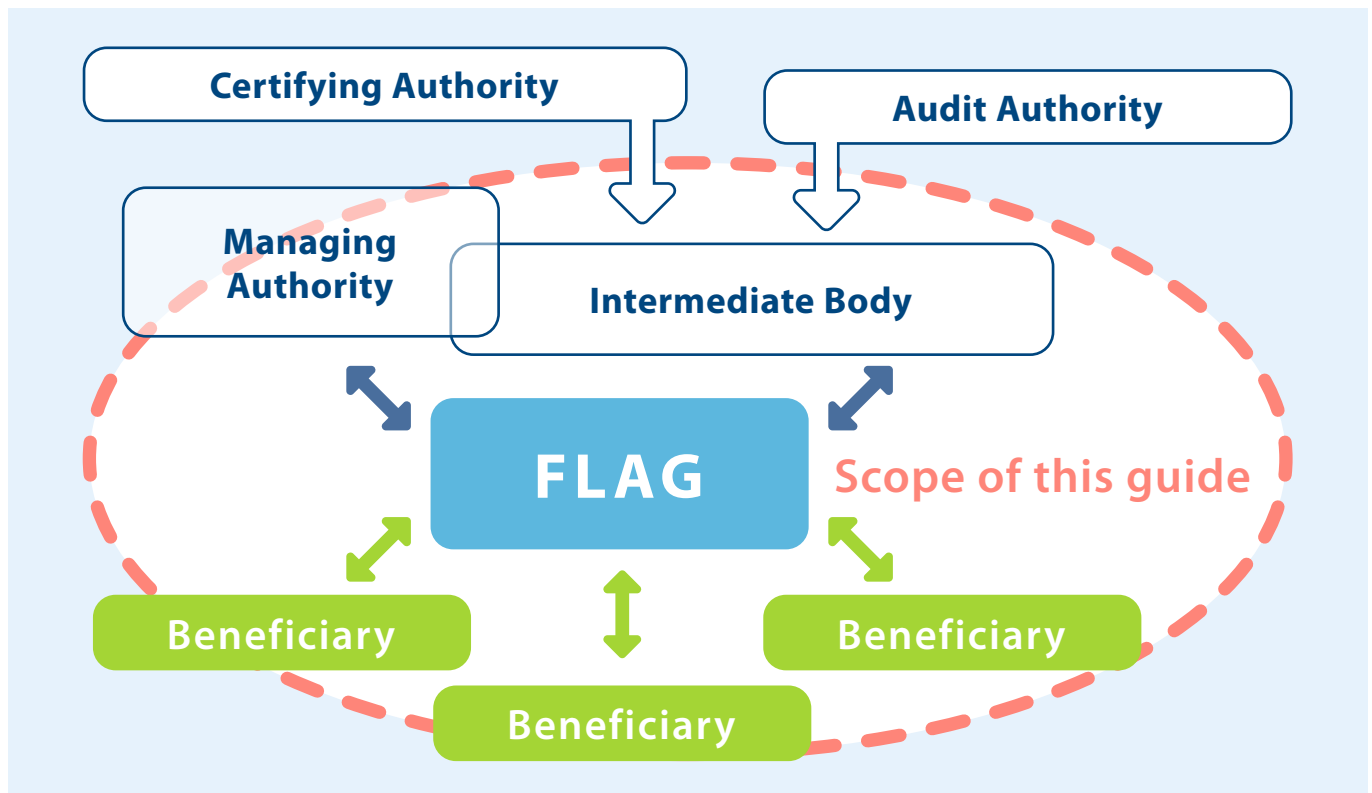 Certifying Authority
Audit Authority
Managing
Authority
Intermediate Body
FLAG
Scope of this guide
Beneficiary
Beneficiary
Beneficiary